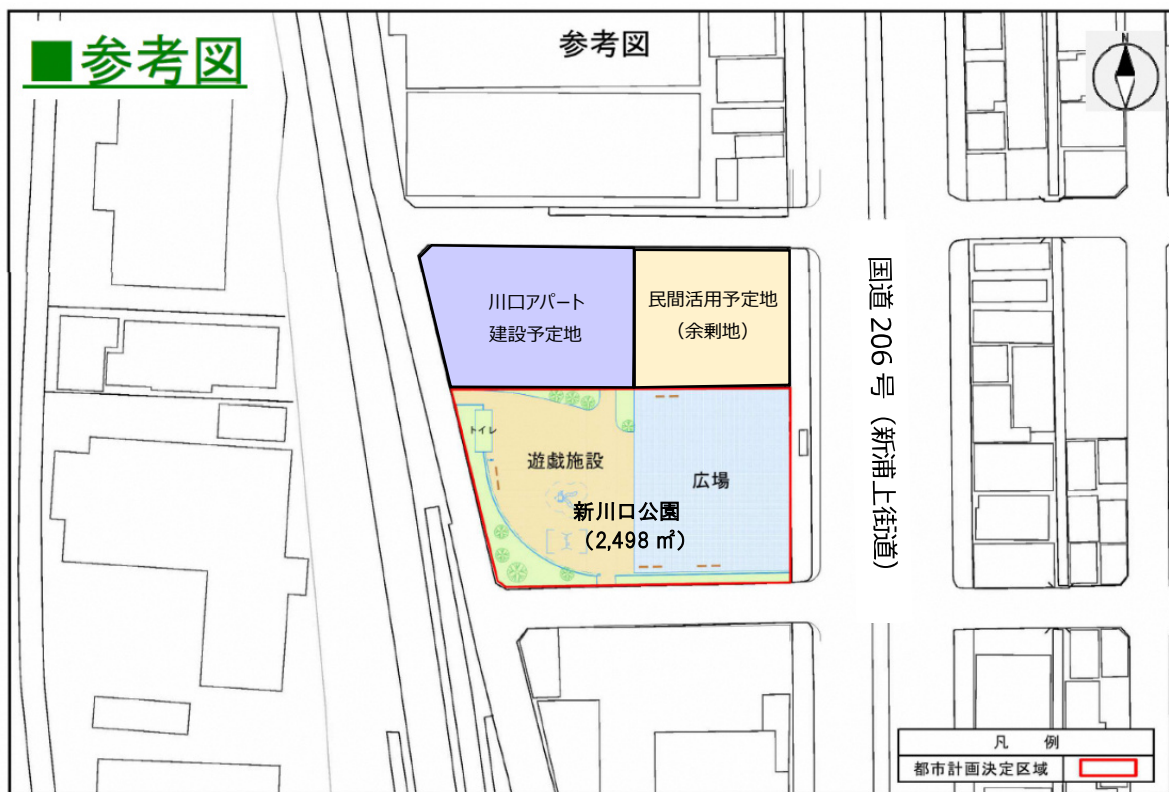 ■参考図
参考図
N
川口アパート
建設予定地
民間活用予定地
(余剰地)
国道 206 号 (新浦上街道)
トイレ
遊戯施設
広場
新川口公園
(2,498 ㎡)
凡 例
都市計画決定区域